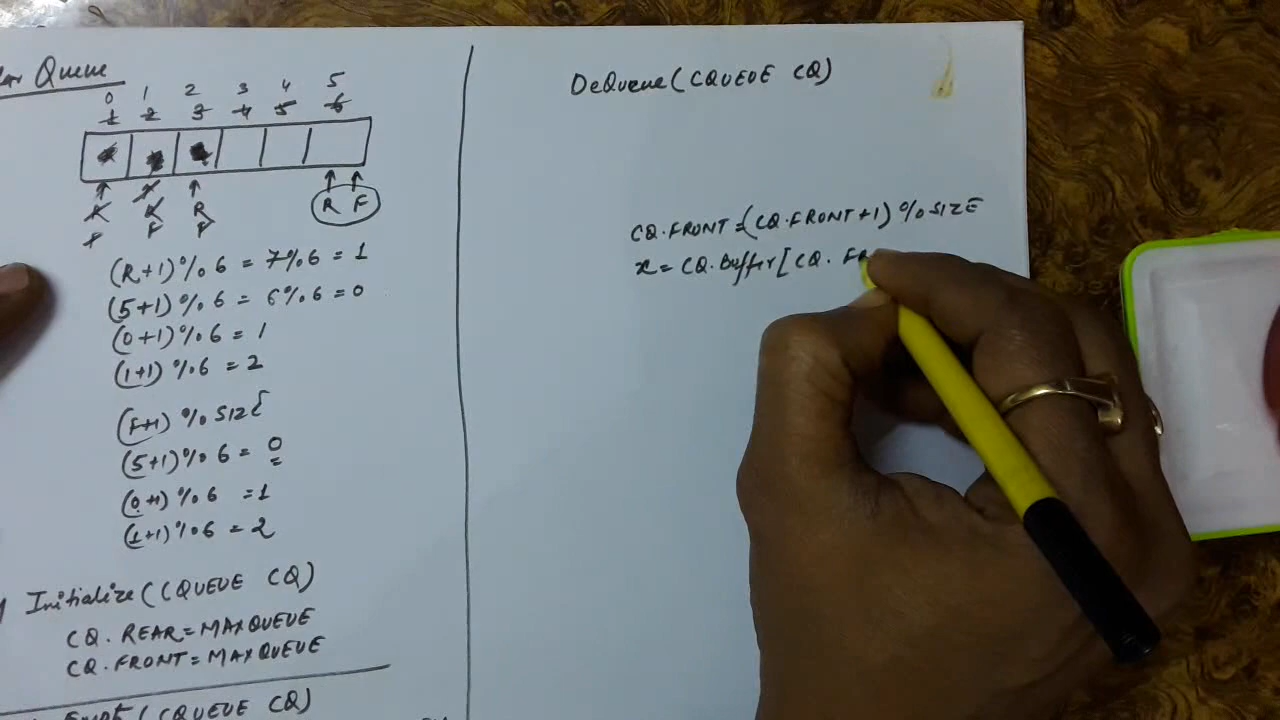 Queue
0 1 2 3 4 5
1 2 3 4 5 6
R R R R F
F F F
(R+1)%6 = 7%6 = 1
(5+1)%6 = 6%6 = 0
(0+1)%6 = 1
(1+1)%6 = 2
(F+1) % SIZE
(5+1)%6 = 0
(0+1)%6 = 1
(1+1)%6 = 2
Initialize(CQUEUE CQ)
CQ.REAR=MAXQUEUE
CQ.FRONT=MAXQUEUE
(CQUEUE CQ)
DeQueue(CQUEUE CQ)
CQ.FRONT=(CQ.FRONT+1)%SIZE
x=CQ.Buffer[CQ.FR